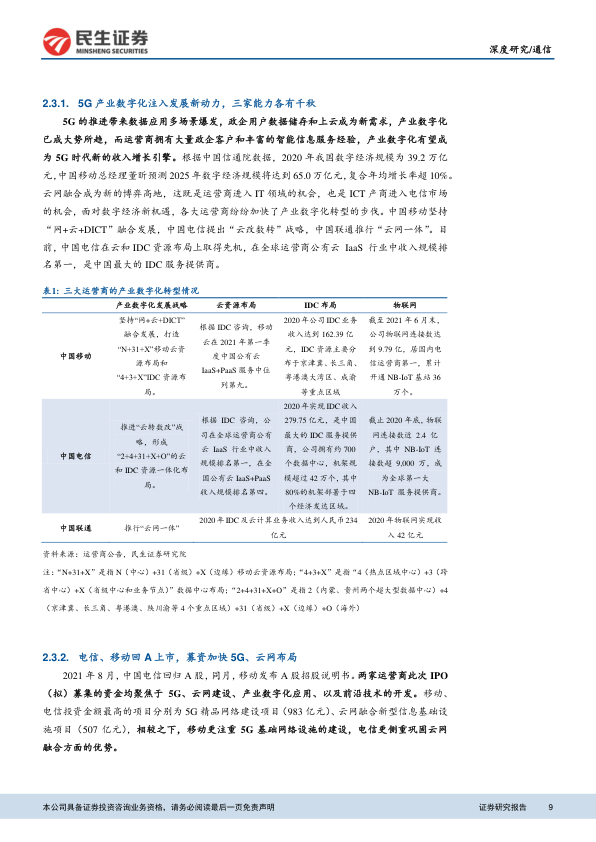 民生证券
MINSHENG SECURITIES
深度研究/通信
2.3.1. 5G 产业数字化注入发展新动力，三家能力各有千秋
5G 的推进带来数据应用多场景爆发，政企用户数据储存和上云成为新需求，产业数字化
已成大势所趋，而运营商拥有大量政企客户和丰富的智能信息服务经验，产业数字化有望成
为 5G 时代新的收入增长引擎。根据中国信通院数据，2020 年我国数字经济规模为 39.2 万亿
元，中国移动总经理董昕预测 2025 年数字经济规模将达到 65.0 万亿元，复合年均增长率超 10%。
云网融合成为新的博弈高地，这既是运营商进入 IT 领域的机会，也是 ICT 产商进入电信市场
的机会，面对数字经济新机遇，各大运营商纷纷加快了产业数字化转型的步伐。中国移动坚持
“网+云+DICT”融合发展，中国电信提出“云改数转”战略，中国联通推行“云网一体”。目
前，中国电信在云和 IDC 资源布局上取得先机，在全球运营商公有云 IaaS 行业中收入规模排
名第一，是中国最大的 IDC 服务提供商。
表1：三大运营商的产业数字化转型情况
产业数字化发展战略 云资源布局 IDC 布局 物联网
中国移动
坚持“网+云+DICT”
融合发展，打造
“N+31+X”移动云资
源布局和
“4+3+X”IDC 资源布
局。
根据 IDC 咨询，移动
云在 2021 年第一季
度中国公有云
IaaS+PaaS 服务中位
列第九。
2020 年公司 IDC 业务
收入达到 162.39 亿
元，IDC 资源主要分
布于京津冀、长三角、
粤港澳大湾区、成渝
等重点区域
截至 2021 年 6 月末，
公司物联网连接数达
到 9.79 亿，居国内电
信运营商第一，累计
开通 NB-IoT 基站 36
万个。
中国电信
推进“云转数改”战
略，形成
“2+4+31+X+O”的云
和 IDC 资源一体化布
局。
根据 IDC 咨询，公
司在全球运营商公有
云 IaaS 行业中收入
规模排名第一，在全
国公有云 IaaS+PaaS
收入规模排名第四。
2020 年实现 IDC 收入
279.75 亿元，是中国
最大的 IDC 服务提供
商，公司拥有约 700
个数据中心，机架规
模超过 42 万个，其中
80%的机架部署于四
个经济发达区域。
截止 2020 年底，物联
网连接数近 2.4 亿
户，其中 NB-IoT 连
接数超 9,000 万，成
为全球第一大
NB-IoT 服务提供商。
中国联通
推行“云网一体”
2020 年 IDC 及云计算业务收入达到人民币 234
亿元
2020 年物联网实现收
入 42 亿元
资料来源：运营商公告，民生证券研究院
注：“N+31+X”是指 N（中心）+31（省级）+X（边缘）移动云资源布局；“4+3+X”是指“4（热点区域中心）+3（跨
省中心）+X（省级中心和业务节点）”数据中心布局；“2+4+31+X+O”是指 2（内蒙、贵州两个超大型数据中心）+4
（京津冀、长三角、粤港澳、陕川渝等 4 个重点区域）+31（省级）+X（边缘）+O（海外）
2.3.2. 电信、移动回 A 上市，募资加快 5G、云网布局
2021 年 8 月，中国电信回归 A 股，同月，移动发布 A 股招股说明书。两家运营商此次 IPO
（拟）募集的资金均聚焦于 5G、云网建设、产业数字化应用、以及前沿技术的开发。移动、
电信投资金额最高的项目分别为 5G 精品网络建设项目（983 亿元）、云网融合新型信息基础设
施项目（507 亿元），相较之下，移动更注重 5G 基础网络设施的建设，电信更侧重巩固云网
融合方面的优势。
本公司具备证券投资咨询业务资格，请务必阅读最后一页免责声明 证券研究报告 9